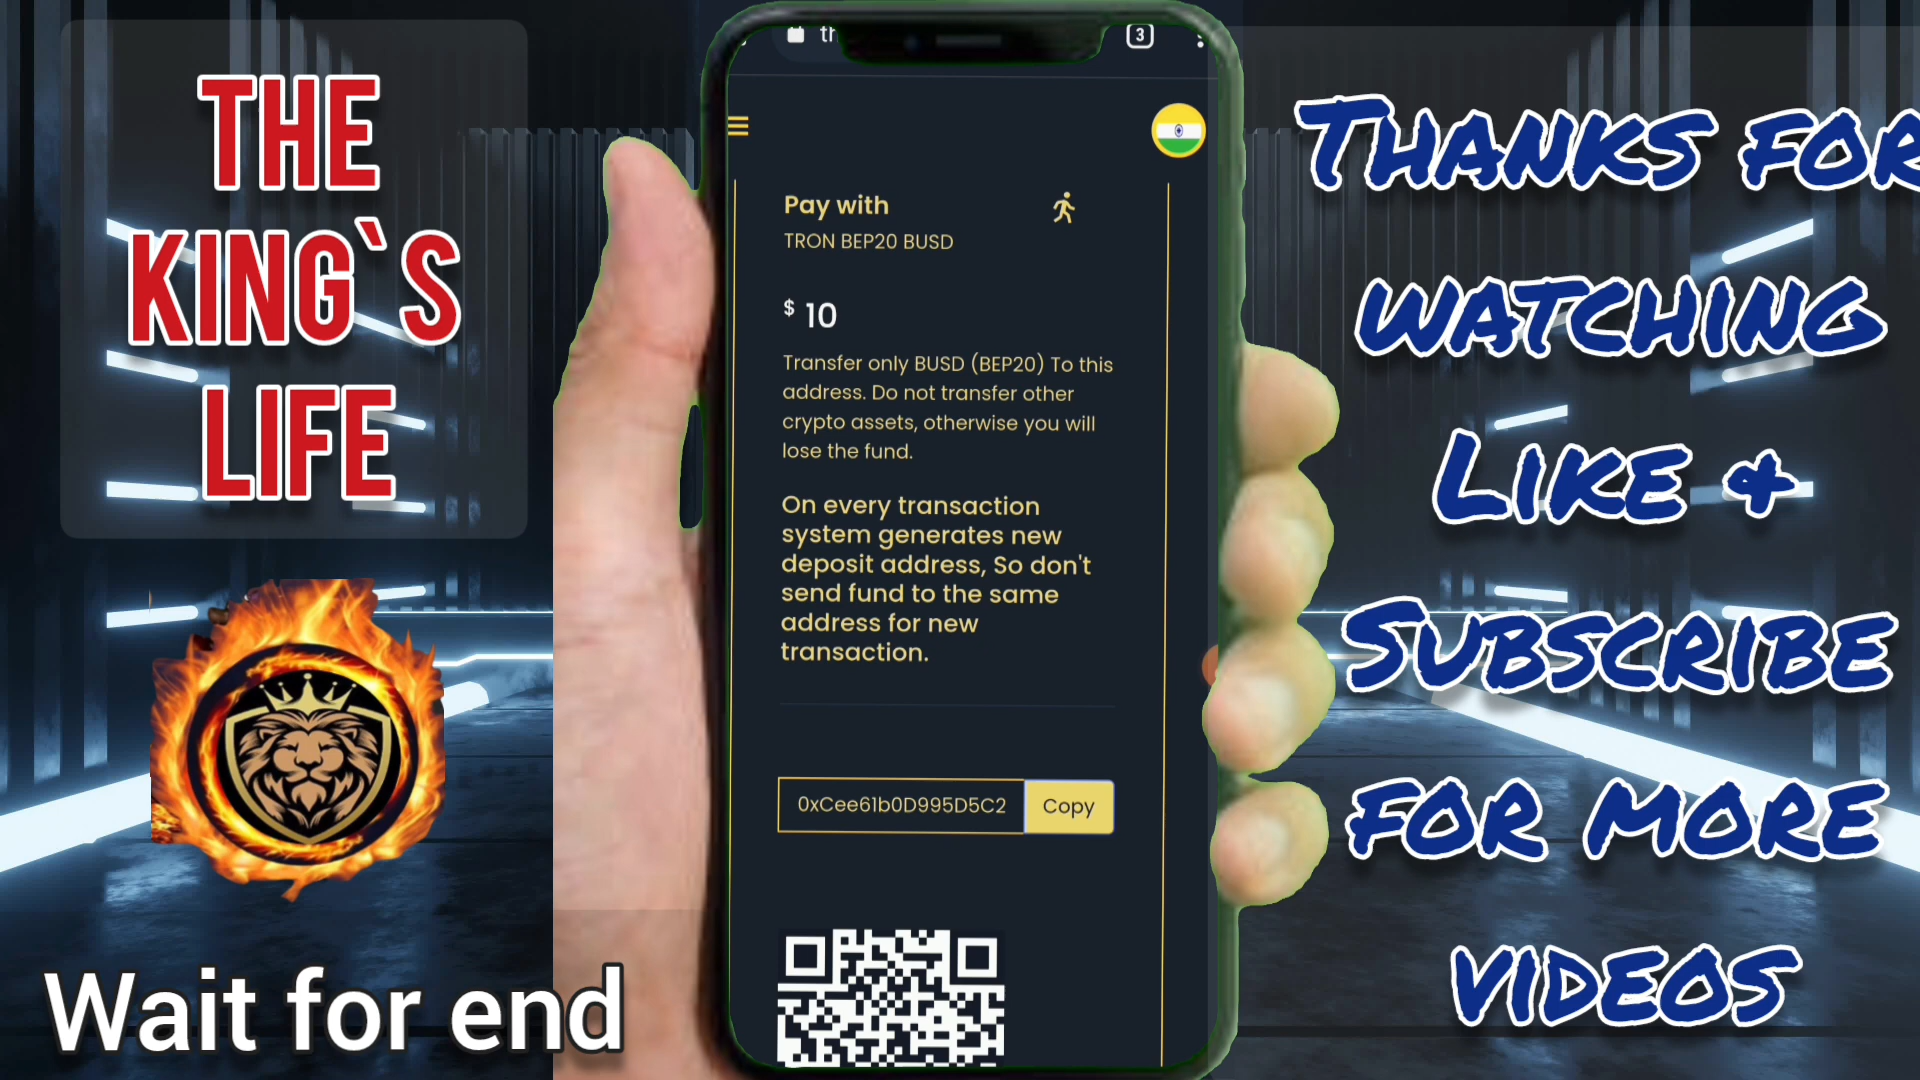 THE
KING`S
LIFE
Wait for end
3
Pay with
TRON BEP20 BUSD
$ 10
Transfer only BUSD (BEP20) To this
address. Do not transfer other
crypto assets, otherwise you will
lose the fund.
On every transaction
system generates new
deposit address, So don't
send fund to the same
address for new
transaction.
0xCee61b0D995D5C2
Copy
THANKS FOR
WATCHING
LIKE &
SUBSCRIBE
FOR MORE
VIDEOS